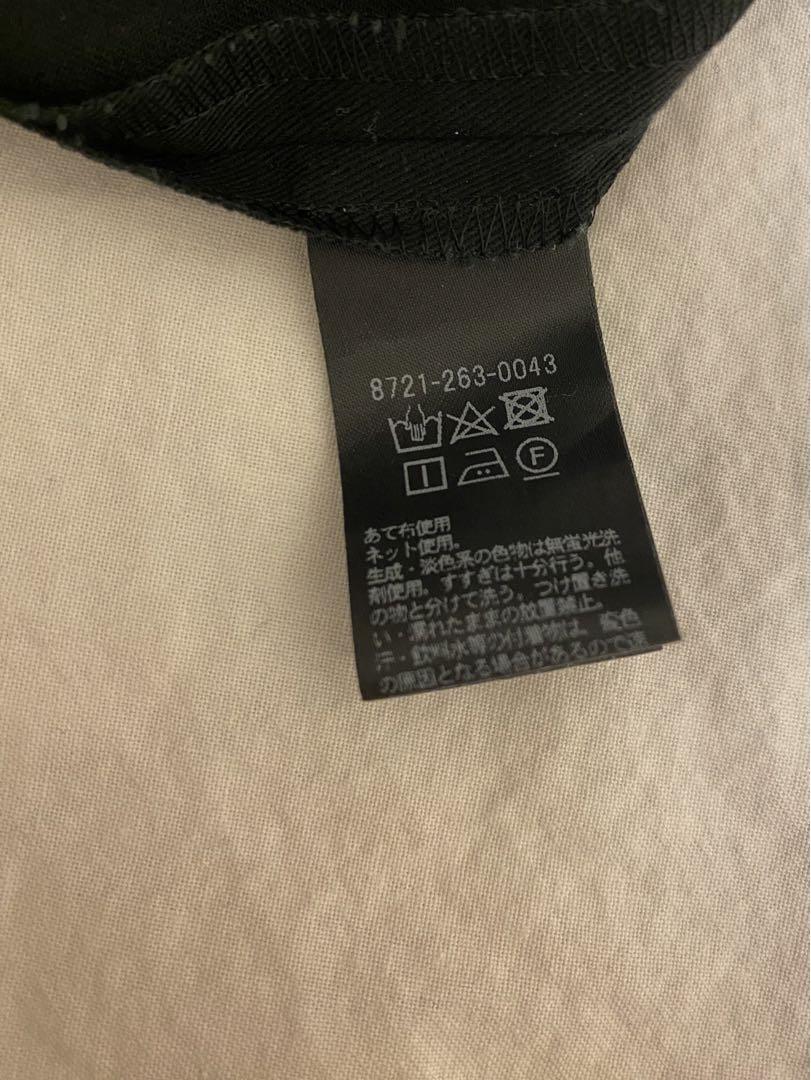 8721-263-0043
F
あて布使用
ネット使用。
生成・淡色系の色物は無蛍光洗
剤使用。すすぎは十分行う。他
の物と分けて洗う。つけ置き洗
い・濡れたままの放置禁止。
汗・飲料水等の付着物は、変色
の原因となる場合があるので速